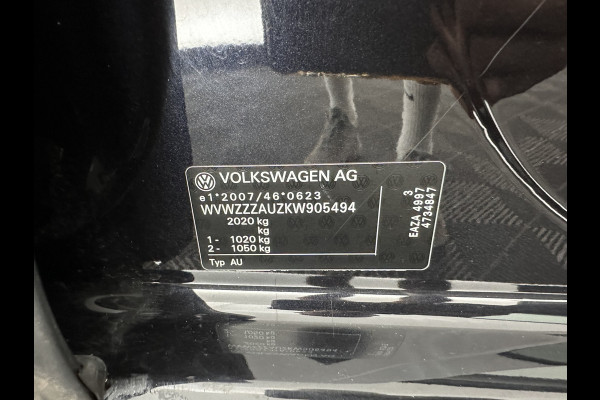 VOLKSWAGEN AG
e1*2007/46*0623
WVWZZZAUZKW905494
2020 kg
kg
1- 1020 kg
2- 1050 kg
Typ AU
3
EAZA 4997
4734847